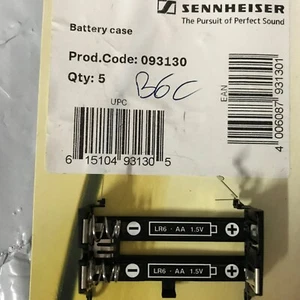 SENNHEISER
The Pursuit of Perfect Sound
Battery case
Prod.Code: 093130
Qty: 5
B6C
UPC
6 15104 93130 5
EAN
4 006087 931301
LR6 · AA 1.5V
LR6 · AA 1.5V